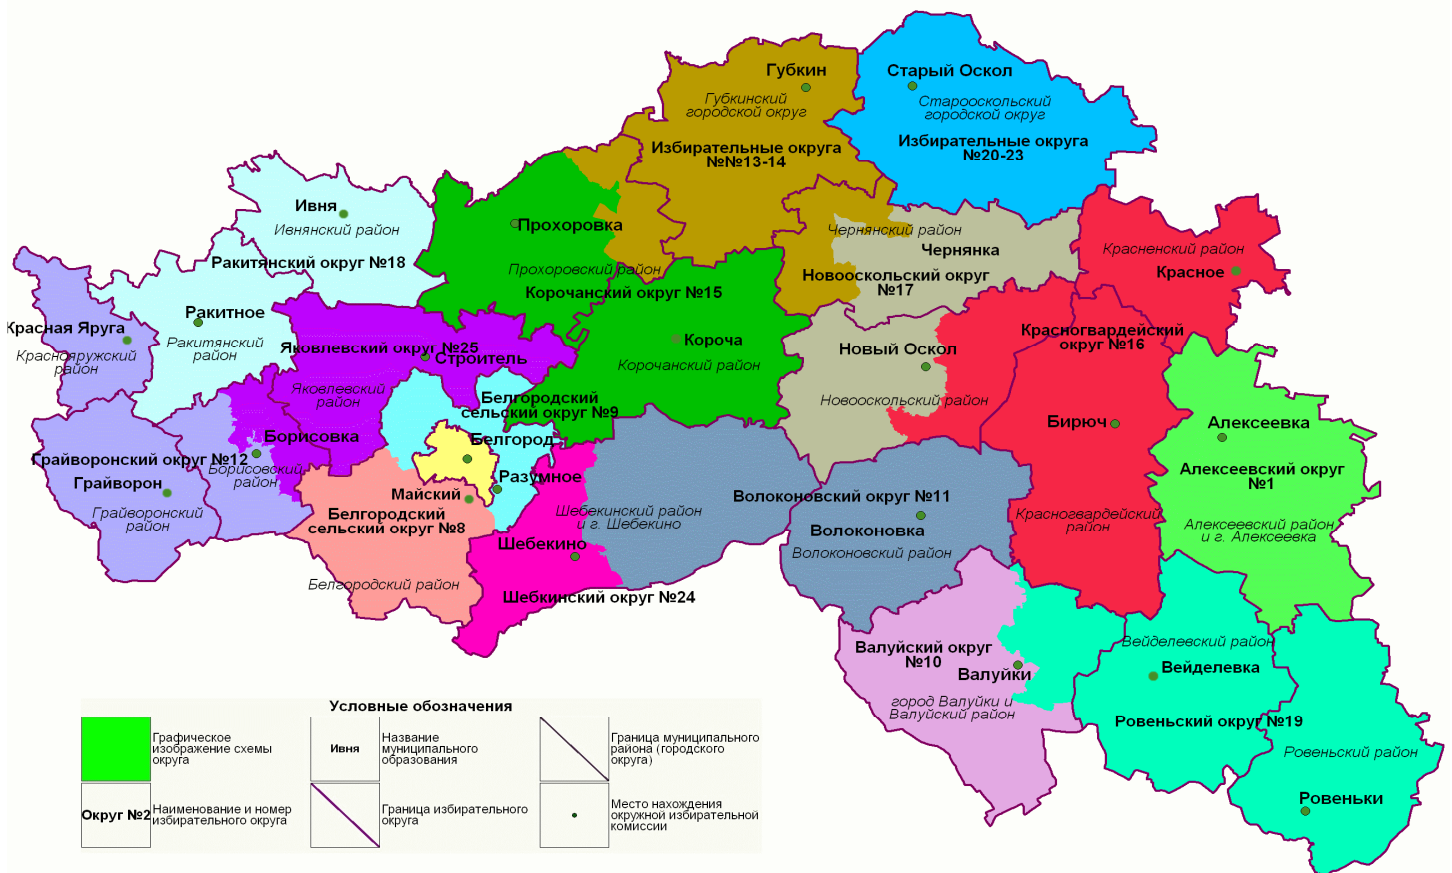 Губкин
Старый Оскол
Губкинский
городской округ
Старооскольский
городской округ
Избирательные округа
№№13-14
Избирательные округа
№20-23
Ивня
Ивнянский район
Прохоровка
Чернянский район
Чернянка
Красненский район
Красное
Ракитянский округ №18
Прохоровский район
Корочанский округ №15
Новооскольский округ
№17
Ракитное
Красная Яруга
Краснояружский
район
Ракитянский
район
Яковлевский округ №25
Строитель
Короча
Корочанский район
Новый Оскол
Красногвардейский
округ №16
Яковлевский
район
Белгородский
сельский округ №9
Новооскольский район
Борисовка
Белгород
Бирюч
Алексеевка
Грайворонский округ №12
Грайворон
Борисовский
район
Разумное
Майский
Алексеевский округ
№1
Волоконовский округ №11
Грайворонский
район
Белгородский
сельский округ №8
Шебекинский район
и г. Шебекино
Волоконовка
Красногвардейский
район
Алексеевский район
и г. Алексеевка
Шебекино
Волоконовский район
Белгородский район
Шебкинский округ №24
Валуйский округ
№10
Валуйки
Вейделевский район
Вейделевка
город Валуйки и
Валуйский район
Ровеньский округ №19
Ровеньский район
Ровеньки
Условные обозначения
Графическое
изображение схемы
округа
Ивня
Название
муниципального
образования
Граница муниципального
района (городского
округа)
Округ №2
Наименование и номер
избирательного округа
Граница избирательного
округа
Место нахождения
окружной избирательной
комиссии